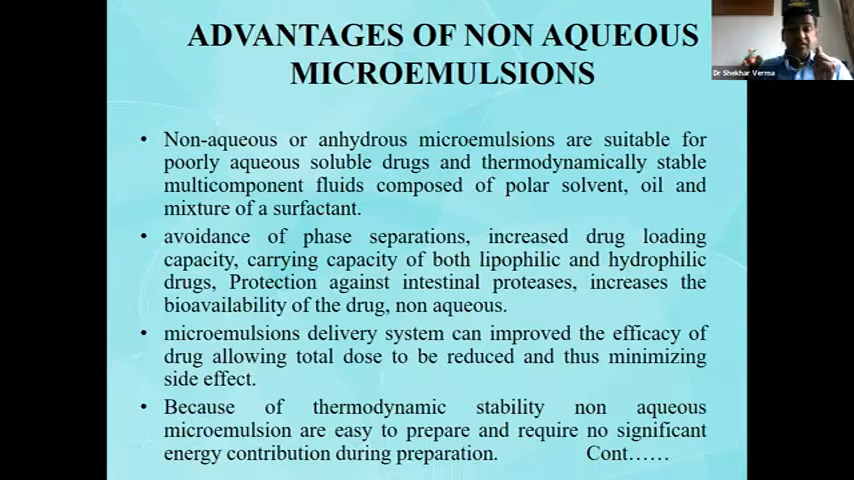 ADVANTAGES OF NON AQUEOUS
MICROEMULSIONS
Dr Shekhar Verma
• Non-aqueous or anhydrous microemulsions are suitable for
poorly aqueous soluble drugs and thermodynamically stable
multicomponent fluids composed of polar solvent, oil and
mixture of a surfactant.
• avoidance of phase separations, increased drug loading
capacity, carrying capacity of both lipophilic and hydrophilic
drugs, Protection against intestinal proteases, increases the
bioavailability of the drug, non aqueous.
• microemulsions delivery system can improved the efficacy of
drug allowing total dose to be reduced and thus minimizing
side effect.
• Because of thermodynamic stability non aqueous
microemulsion are easy to prepare and require no significant
energy contribution during preparation. Cont……